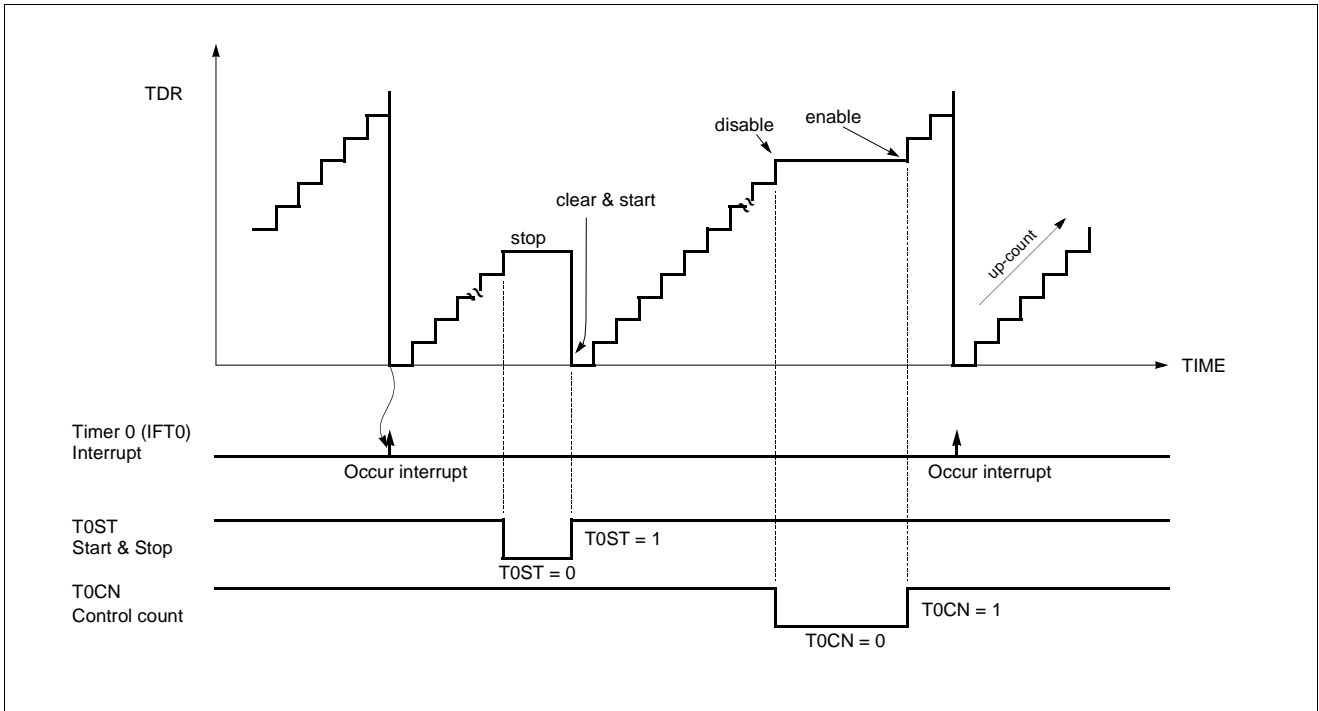 TDR
disable
enable
clear & start
stop
up-count
TIME
Timer 0 (IFT0)
Interrupt
Occur interrupt
Occur interrupt
T0ST
Start & Stop
T0ST = 1
T0ST = 0
T0CN
Control count
T0CN = 1
T0CN = 0